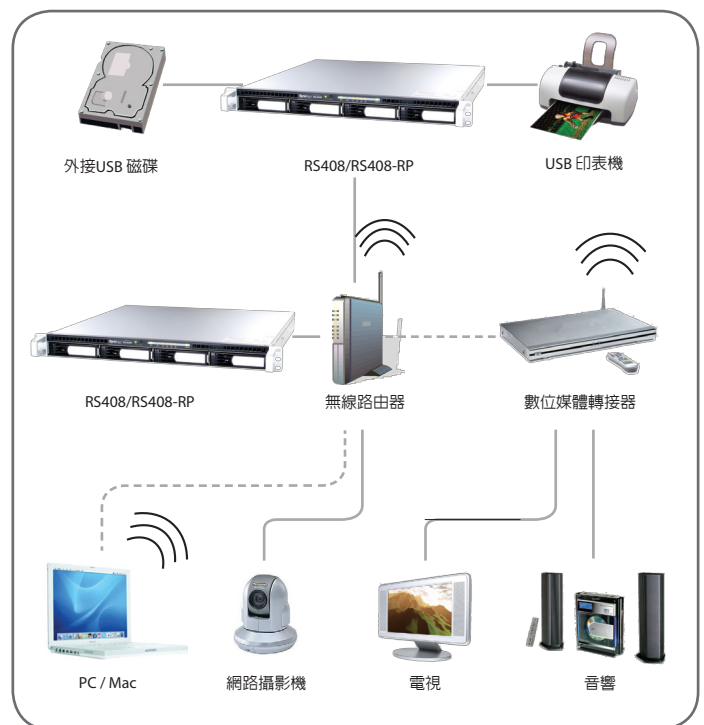 外接USB 磁碟
RS408/RS408-RP
USB 印表機
RS408/RS408-RP
無線路由器
數位媒體轉接器
PC / Mac
網路攝影機
電視
音響